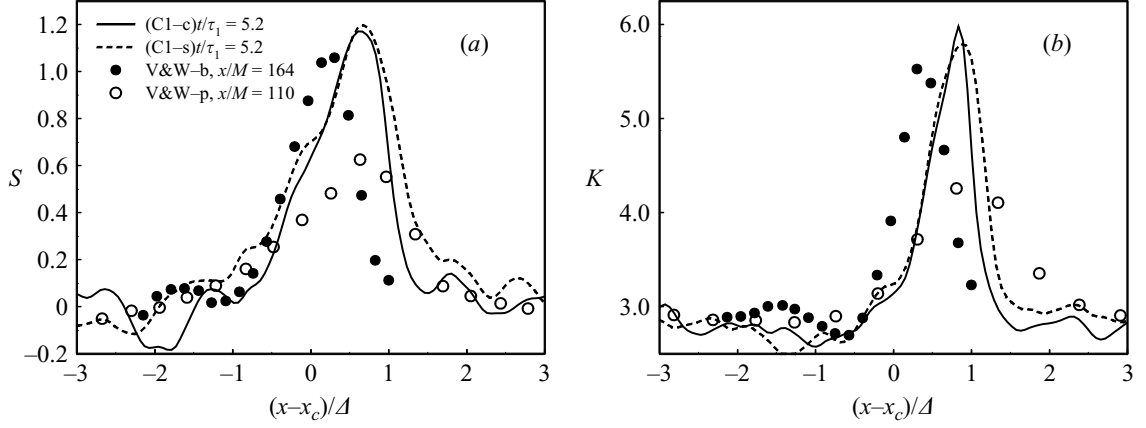 1.2
1.0
0.8
0.6
0.4
0.2
0
–0.2
S
(C1–c)t/τ1 = 5.2
(C1–s)t/τ1 = 5.2
V&W–b, x/M = 164
V&W–p, x/M = 110
(a)
–3 –2 –1 0 1 2 3
(x–xc)/Δ
6.0
5.0
4.0
3.0
K
(b)
–3 –2 –1 0 1 2 3
(x–xc)/Δ